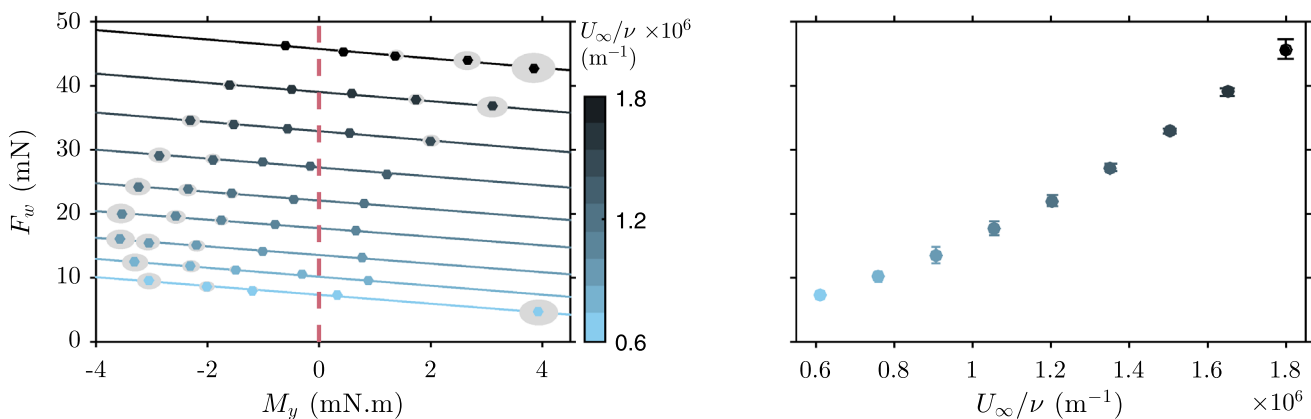 50
40
30
20
10
0
F_w (mN)
-4 -2 0 2 4
M_y (mN.m)
U_∞/ν ×10^6
(m^{-1})
1.8
1.2
0.6
0.6 0.8 1 1.2 1.4 1.6 1.8
U_∞/ν (m^{-1}) ×10^6